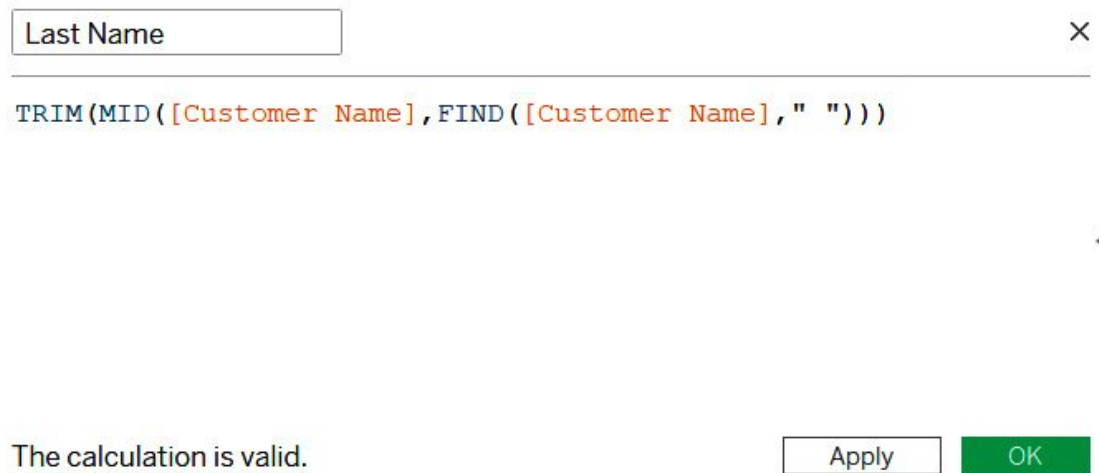 Last Name
TRIM(MID([Customer Name],FIND([Customer Name]," ")))
The calculation is valid.
Apply
OK